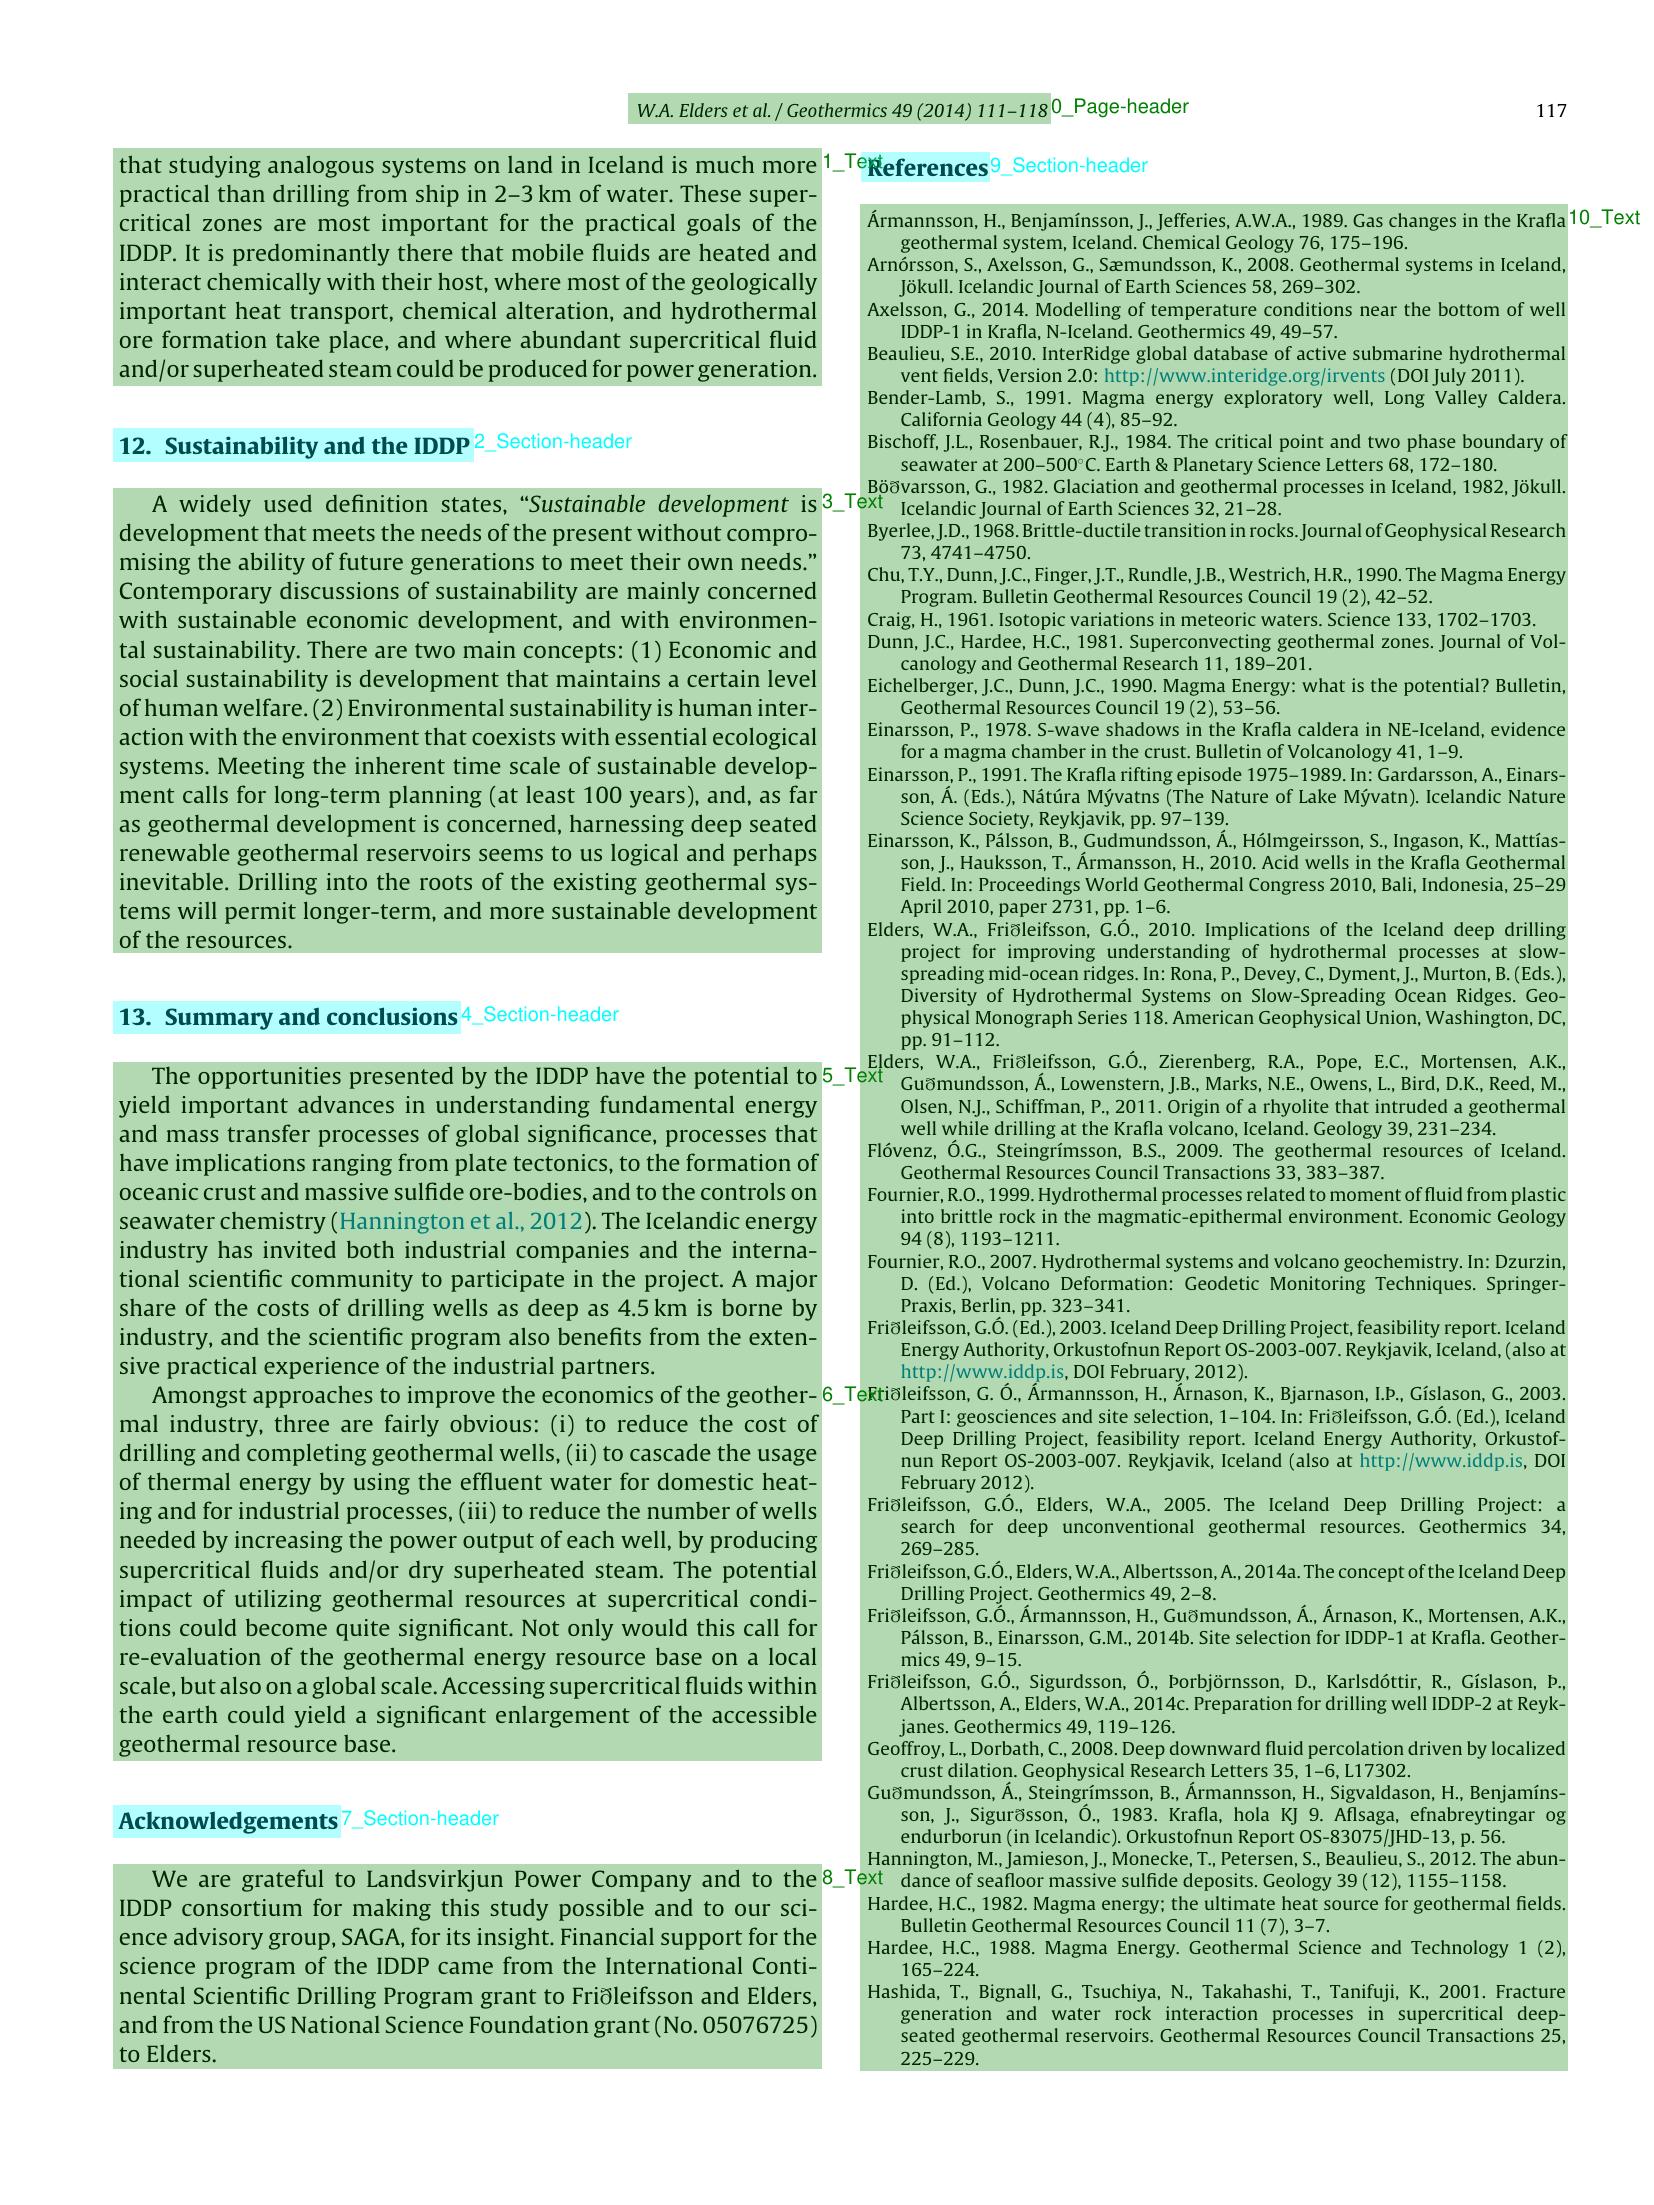 W.A. Elders et al. / Geothermics 49 (2014) 111–118
0_Page-header
117
that studying analogous systems on land in Iceland is much more
practical than drilling from ship in 2–3 km of water. These super-
critical zones are most important for the practical goals of the
IDDP. It is predominantly there that mobile fluids are heated and
interact chemically with their host, where most of the geologically
important heat transport, chemical alteration, and hydrothermal
ore formation take place, and where abundant supercritical fluid
and/or superheated steam could be produced for power generation.
1_Text
12. Sustainability and the IDDP
2_Section-header
A widely used definition states, “Sustainable development is
development that meets the needs of the present without compro-
mising the ability of future generations to meet their own needs.”
Contemporary discussions of sustainability are mainly concerned
with sustainable economic development, and with environmen-
tal sustainability. There are two main concepts: (1) Economic and
social sustainability is development that maintains a certain level
of human welfare. (2) Environmental sustainability is human inter-
action with the environment that coexists with essential ecological
systems. Meeting the inherent time scale of sustainable develop-
ment calls for long-term planning (at least 100 years), and, as far
as geothermal development is concerned, harnessing deep seated
renewable geothermal reservoirs seems to us logical and perhaps
inevitable. Drilling into the roots of the existing geothermal sys-
tems will permit longer-term, and more sustainable development
of the resources.
3_Text
13. Summary and conclusions
4_Section-header
The opportunities presented by the IDDP have the potential to
yield important advances in understanding fundamental energy
and mass transfer processes of global significance, processes that
have implications ranging from plate tectonics, to the formation of
oceanic crust and massive sulfide ore-bodies, and to the controls on
seawater chemistry (Hannington et al., 2012). The Icelandic energy
industry has invited both industrial companies and the interna-
tional scientific community to participate in the project. A major
share of the costs of drilling wells as deep as 4.5 km is borne by
industry, and the scientific program also benefits from the exten-
sive practical experience of the industrial partners.
5_Text
Amongst approaches to improve the economics of the geother-
mal industry, three are fairly obvious: (i) to reduce the cost of
drilling and completing geothermal wells, (ii) to cascade the usage
of thermal energy by using the effluent water for domestic heat-
ing and for industrial processes, (iii) to reduce the number of wells
needed by increasing the power output of each well, by producing
supercritical fluids and/or dry superheated steam. The potential
impact of utilizing geothermal resources at supercritical condi-
tions could become quite significant. Not only would this call for
re-evaluation of the geothermal energy resource base on a local
scale, but also on a global scale. Accessing supercritical fluids within
the earth could yield a significant enlargement of the accessible
geothermal resource base.
6_Text
Acknowledgements
7_Section-header
We are grateful to Landsvirkjun Power Company and to the
IDDP consortium for making this study possible and to our sci-
ence advisory group, SAGA, for its insight. Financial support for the
science program of the IDDP came from the International Conti-
nental Scientific Drilling Program grant to Friðleifsson and Elders,
and from the US National Science Foundation grant (No. 05076725)
to Elders.
8_Text
References
9_Section-header
Ármannsson, H., Benjamínsson, J., Jefferies, A.W.A., 1989. Gas changes in the Krafla
geothermal system, Iceland. Chemical Geology 76, 175–196.
Arnórsson, S., Axelsson, G., Sæmundsson, K., 2008. Geothermal systems in Iceland,
Jökull. Icelandic Journal of Earth Sciences 58, 269–302.
Axelsson, G., 2014. Modelling of temperature conditions near the bottom of well
IDDP-1 in Krafla, N-Iceland. Geothermics 49, 49–57.
Beaulieu, S.E., 2010. InterRidge global database of active submarine hydrothermal
vent fields, Version 2.0: http://www.interidge.org/irvents (DOI July 2011).
Bender-Lamb, S., 1991. Magma energy exploratory well, Long Valley Caldera.
California Geology 44 (4), 85–92.
Bischoff, J.L., Rosenbauer, R.J., 1984. The critical point and two phase boundary of
seawater at 200–500°C. Earth & Planetary Science Letters 68, 172–180.
Böðvarsson, G., 1982. Glaciation and geothermal processes in Iceland, 1982, Jökull.
Icelandic Journal of Earth Sciences 32, 21–28.
Byerlee, J.D., 1968. Brittle-ductile transition in rocks. Journal of Geophysical Research
73, 4741–4750.
Chu, T.Y., Dunn, J.C., Finger, J.T., Rundle, J.B., Westrich, H.R., 1990. The Magma Energy
Program. Bulletin Geothermal Resources Council 19 (2), 42–52.
Craig, H., 1961. Isotopic variations in meteoric waters. Science 133, 1702–1703.
Dunn, J.C., Hardee, H.C., 1981. Superconvecting geothermal zones. Journal of Vol-
canology and Geothermal Research 11, 189–201.
Eichelberger, J.C., Dunn, J.C., 1990. Magma Energy: what is the potential? Bulletin,
Geothermal Resources Council 19 (2), 53–56.
Einarsson, P., 1978. S-wave shadows in the Krafla caldera in NE-Iceland, evidence
for a magma chamber in the crust. Bulletin of Volcanology 41, 1–9.
Einarsson, P., 1991. The Krafla rifting episode 1975–1989. In: Gardarsson, A., Einars-
son, Á. (Eds.), Nátúra Mývatns (The Nature of Lake Mývatn). Icelandic Nature
Science Society, Reykjavik, pp. 97–139.
Einarsson, K., Pálsson, B., Gudmundsson, Á., Hólmgeirsson, S., Ingason, K., Mattías-
son, J., Hauksson, T., Ármansson, H., 2010. Acid wells in the Krafla Geothermal
Field. In: Proceedings World Geothermal Congress 2010, Bali, Indonesia, 25–29
April 2010, paper 2731, pp. 1–6.
Elders, W.A., Friðleifsson, G.Ó., 2010. Implications of the Iceland deep drilling
project for improving understanding of hydrothermal processes at slow-
spreading mid-ocean ridges. In: Rona, P., Devey, C., Dyment, J., Murton, B. (Eds.),
Diversity of Hydrothermal Systems on Slow-Spreading Ocean Ridges. Geo-
physical Monograph Series 118. American Geophysical Union, Washington, DC,
pp. 91–112.
Elders, W.A., Friðleifsson, G.Ó., Zierenberg, R.A., Pope, E.C., Mortensen, A.K.,
Guðmundsson, Á., Lowenstern, J.B., Marks, N.E., Owens, L., Bird, D.K., Reed, M.,
Olsen, N.J., Schiffman, P., 2011. Origin of a rhyolite that intruded a geothermal
well while drilling at the Krafla volcano, Iceland. Geology 39, 231–234.
Flóvenz, Ó.G., Steingrímsson, B.S., 2009. The geothermal resources of Iceland.
Geothermal Resources Council Transactions 33, 383–387.
Fournier, R.O., 1999. Hydrothermal processes related to moment of fluid from plastic
into brittle rock in the magmatic-epithermal environment. Economic Geology
94 (8), 1193–1211.
Fournier, R.O., 2007. Hydrothermal systems and volcano geochemistry. In: Dzurzin,
D. (Ed.), Volcano Deformation: Geodetic Monitoring Techniques. Springer-
Praxis, Berlin, pp. 323–341.
Friðleifsson, G.Ó. (Ed.), 2003. Iceland Deep Drilling Project, feasibility report. Iceland
Energy Authority, Orkustofnun Report OS-2003-007. Reykjavik, Iceland, (also at
http://www.iddp.is, DOI February, 2012).
Friðleifsson, G. Ó., Ármannsson, H., Árnason, K., Bjarnason, I.Þ., Gíslason, G., 2003.
Part I: geosciences and site selection, 1–104. In: Friðleifsson, G.Ó. (Ed.), Iceland
Deep Drilling Project, feasibility report. Iceland Energy Authority, Orkustof-
nun Report OS-2003-007. Reykjavik, Iceland (also at http://www.iddp.is, DOI
February 2012).
Friðleifsson, G.Ó., Elders, W.A., 2005. The Iceland Deep Drilling Project: a
search for deep unconventional geothermal resources. Geothermics 34,
269–285.
Friðleifsson, G.Ó., Elders, W.A., Albertsson, A., 2014a. The concept of the Iceland Deep
Drilling Project. Geothermics 49, 2–8.
Friðleifsson, G.Ó., Ármannsson, H., Guðmundsson, Á., Árnason, K., Mortensen, A.K.,
Pálsson, B., Einarsson, G.M., 2014b. Site selection for IDDP-1 at Krafla. Geother-
mics 49, 9–15.
Friðleifsson, G.Ó., Sigurdsson, Ó., Þorbjörnsson, D., Karlsdóttir, R., Gíslason, Þ.,
Albertsson, A., Elders, W.A., 2014c. Preparation for drilling well IDDP-2 at Reyk-
janes. Geothermics 49, 119–126.
Geoffroy, L., Dorbath, C., 2008. Deep downward fluid percolation driven by localized
crust dilation. Geophysical Research Letters 35, 1–6, L17302.
Guðmundsson, Á., Steingrímsson, B., Ármannsson, H., Sigvaldason, H., Benjamíns-
son, J., Sigurðsson, Ó., 1983. Krafla, hola KJ 9. Aflsaga, efnabreytingar og
endurborun (in Icelandic). Orkustofnun Report OS-83075/JHD-13, p. 56.
Hannington, M., Jamieson, J., Monecke, T., Petersen, S., Beaulieu, S., 2012. The abun-
dance of seafloor massive sulfide deposits. Geology 39 (12), 1155–1158.
Hardee, H.C., 1982. Magma energy; the ultimate heat source for geothermal fields.
Bulletin Geothermal Resources Council 11 (7), 3–7.
Hardee, H.C., 1988. Magma Energy. Geothermal Science and Technology 1 (2),
165–224.
Hashida, T., Bignall, G., Tsuchiya, N., Takahashi, T., Tanifuji, K., 2001. Fracture
generation and water rock interaction processes in supercritical deep-
seated geothermal reservoirs. Geothermal Resources Council Transactions 25,
225–229.
10_Text